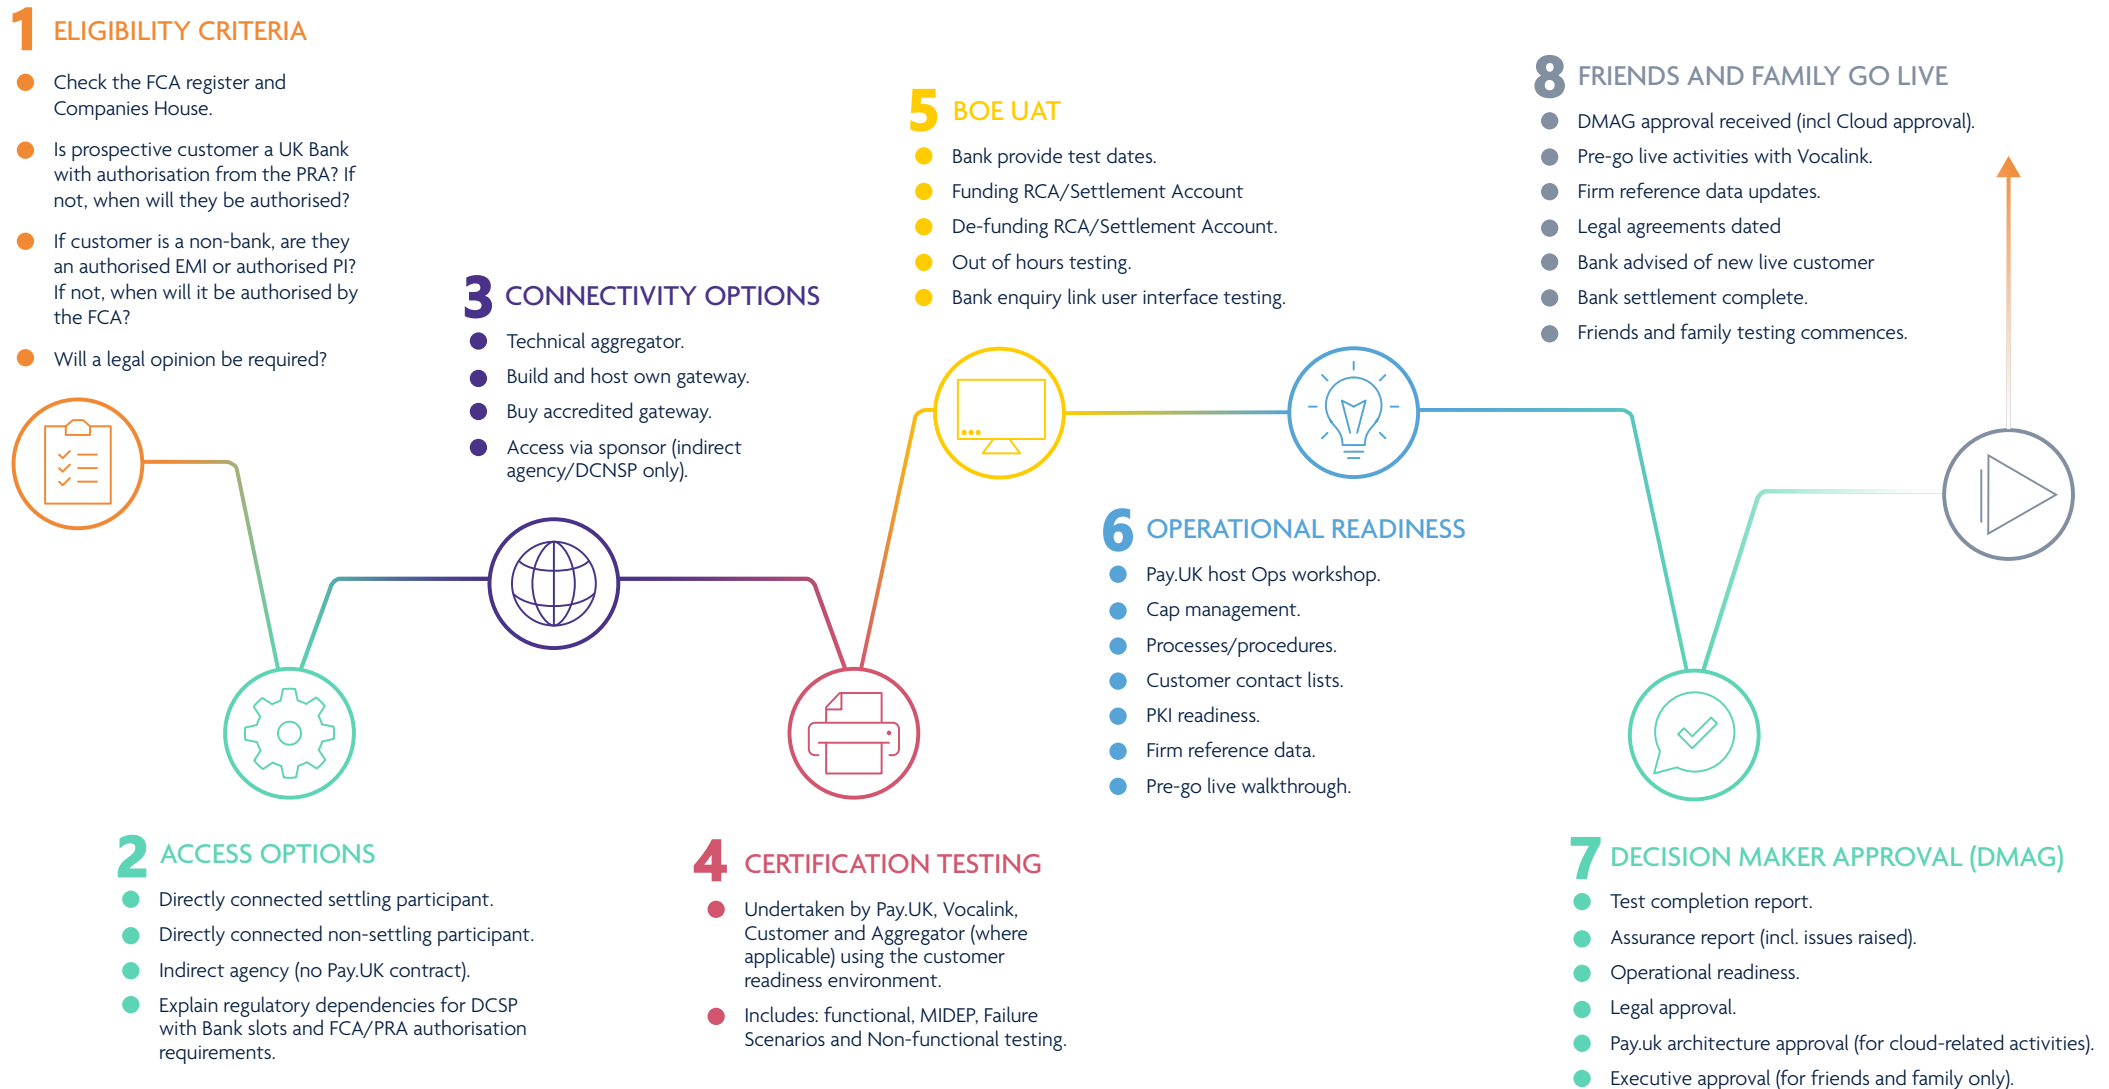 1 ELIGIBILITY CRITERIA
Check the FCA register and
Companies House.
Is prospective customer a UK Bank
with authorisation from the PRA? If
not, when will they be authorised?
If customer is a non-bank, are they
an authorised EMI or authorised PI?
If not, when will it be authorised by
the FCA?
Will a legal opinion be required?
2 ACCESS OPTIONS
Directly connected settling participant.
Directly connected non-settling participant.
Indirect agency (no Pay.UK contract).
Explain regulatory dependencies for DCSP
with Bank slots and FCA/PRA authorisation
requirements.
3 CONNECTIVITY OPTIONS
Technical aggregator.
Build and host own gateway.
Buy accredited gateway.
Access via sponsor (indirect
agency/DCNSP only).
4 CERTIFICATION TESTING
Undertaken by Pay.UK, Vocalink,
Customer and Aggregator (where
applicable) using the customer
readiness environment.
Includes: functional, MIDEP, Failure
Scenarios and Non-functional testing.
5 BOE UAT
Bank provide test dates.
Funding RCA/Settlement Account
De-funding RCA/Settlement Account.
Out of hours testing.
Bank enquiry link user interface testing.
6 OPERATIONAL READINESS
Pay.UK host Ops workshop.
Cap management.
Processes/procedures.
Customer contact lists.
PKI readiness.
Firm reference data.
Pre-go live walkthrough.
7 DECISION MAKER APPROVAL (DMAG)
Test completion report.
Assurance report (incl. issues raised).
Operational readiness.
Legal approval.
Pay.uk architecture approval (for cloud-related activities).
Executive approval (for friends and family only).
8 FRIENDS AND FAMILY GO LIVE
DMAG approval received (incl Cloud approval).
Pre-go live activities with Vocalink.
Firm reference data updates.
Legal agreements dated
Bank advised of new live customer
Bank settlement complete.
Friends and family testing commences.